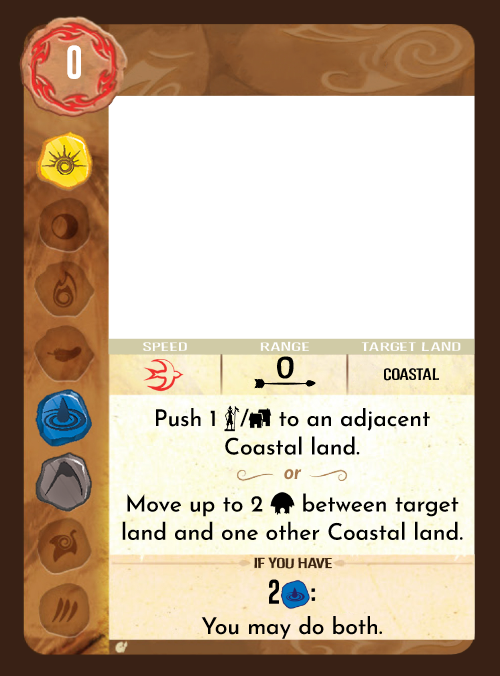 0
SPEED RANGE TARGET LAND
0 COASTAL
Push 1 / to an adjacent
Coastal land.
or
Move up to 2 between target
land and one other Coastal land.
IF YOU HAVE
2 :
You may do both.